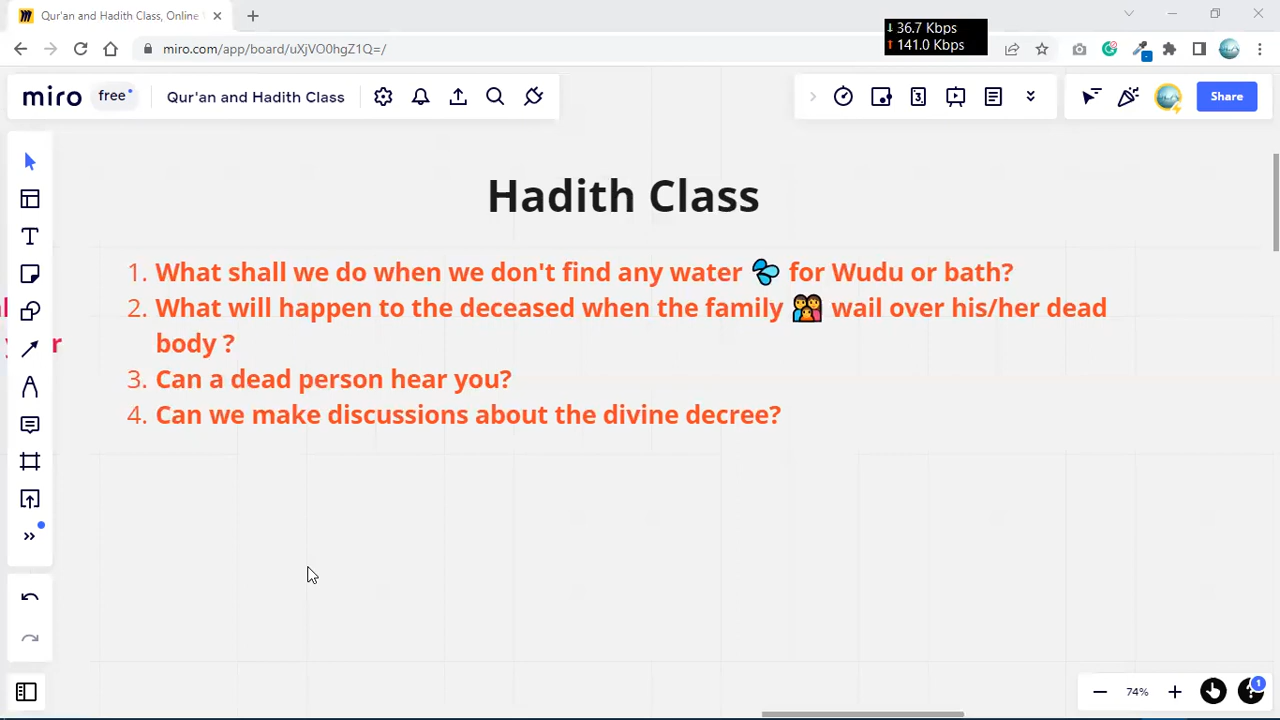 Qur'an and Hadith Class, Online
miro.com/app/board/uXjVO0hgZ1Q=/
36.7 Kbps
141.0 Kbps
miro free Qur'an and Hadith Class
3
Share
Hadith Class
1. What shall we do when we don't find any water 💦 for Wudu or bath?
2. What will happen to the deceased when the family 👨‍👩‍👧 wail over his/her dead
body ?
3. Can a dead person hear you?
4. Can we make discussions about the divine decree?
74%
1